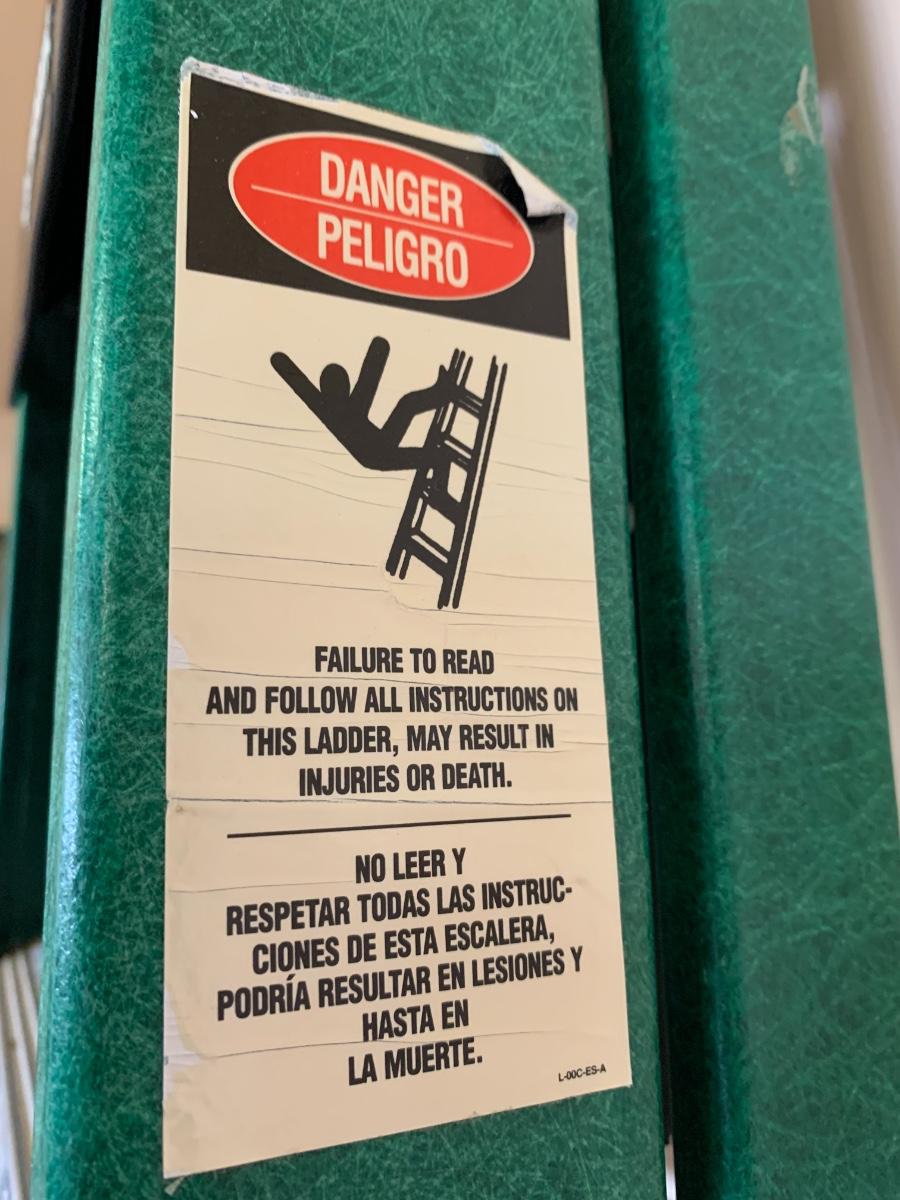 DANGER
PELIGRO
FAILURE TO READ
AND FOLLOW ALL INSTRUCTIONS ON
THIS LADDER, MAY RESULT IN
INJURIES OR DEATH.
NO LEER Y
RESPETAR TODAS LAS INSTRUC-
CIONES DE ESTA ESCALERA,
PODRÍA RESULTAR EN LESIONES Y
HASTA EN
LA MUERTE.
L-00C-ES-A